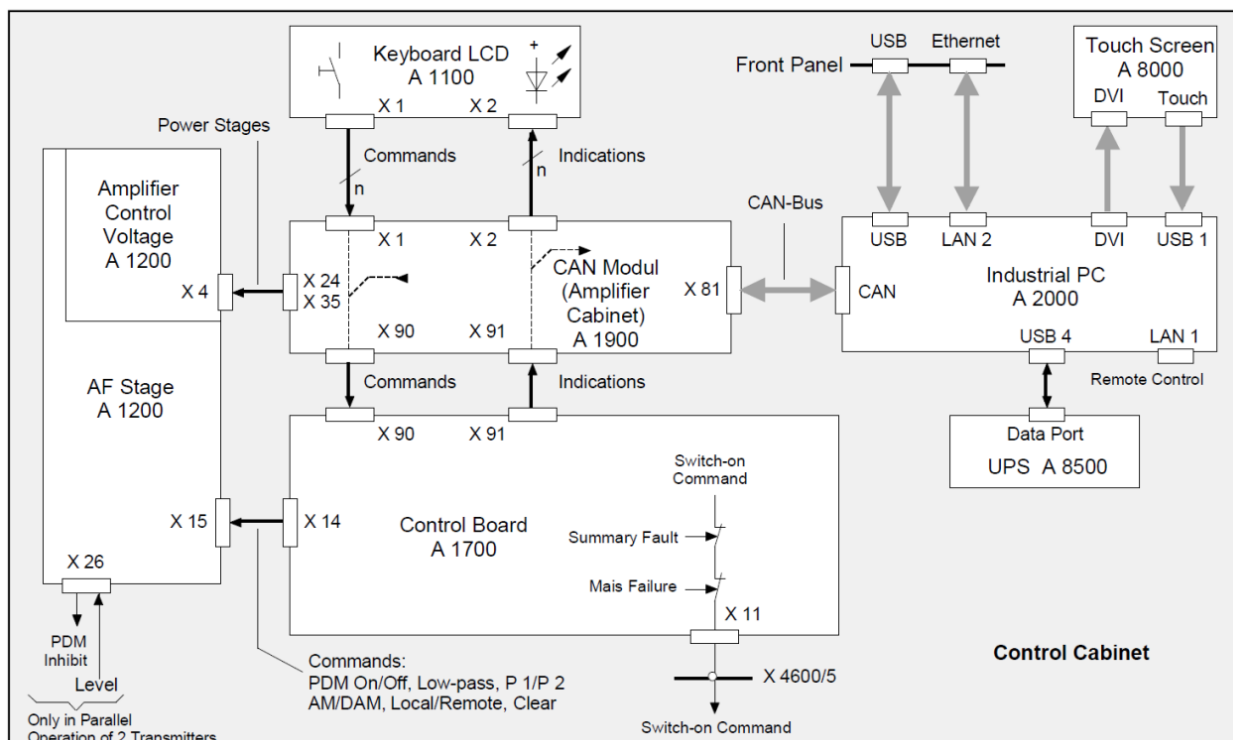 Keyboard LCD
A 1100
+
X 1
X 2
Power Stages
Commands
n
Indications
n
Front Panel
USB
Ethernet
Touch Screen
A 8000
DVI
Touch
Amplifier
Control
Voltage
A 1200
X 4
AF Stage
A 1200
X 15
X 26
X 1
X 2
X 24
X 35
CAN Modul
(Amplifier
Cabinet)
A 1900
X 81
X 90
X 91
CAN-Bus
USB
LAN 2
DVI
USB 1
Industrial PC
A 2000
CAN
USB 4
LAN 1
Remote Control
Commands
Indications
Data Port
UPS A 8500
X 90
X 91
X 14
Control Board
A 1700
Switch-on
Command
Summary Fault
Mais Failure
X 11
PDM
Inhibit
Level
Only in Parallel
Operation of 2 Transmitters
Commands:
PDM On/Off, Low-pass, P 1/P 2
AM/DAM, Local/Remote, Clear
X 4600/5
Switch-on Command
Control Cabinet